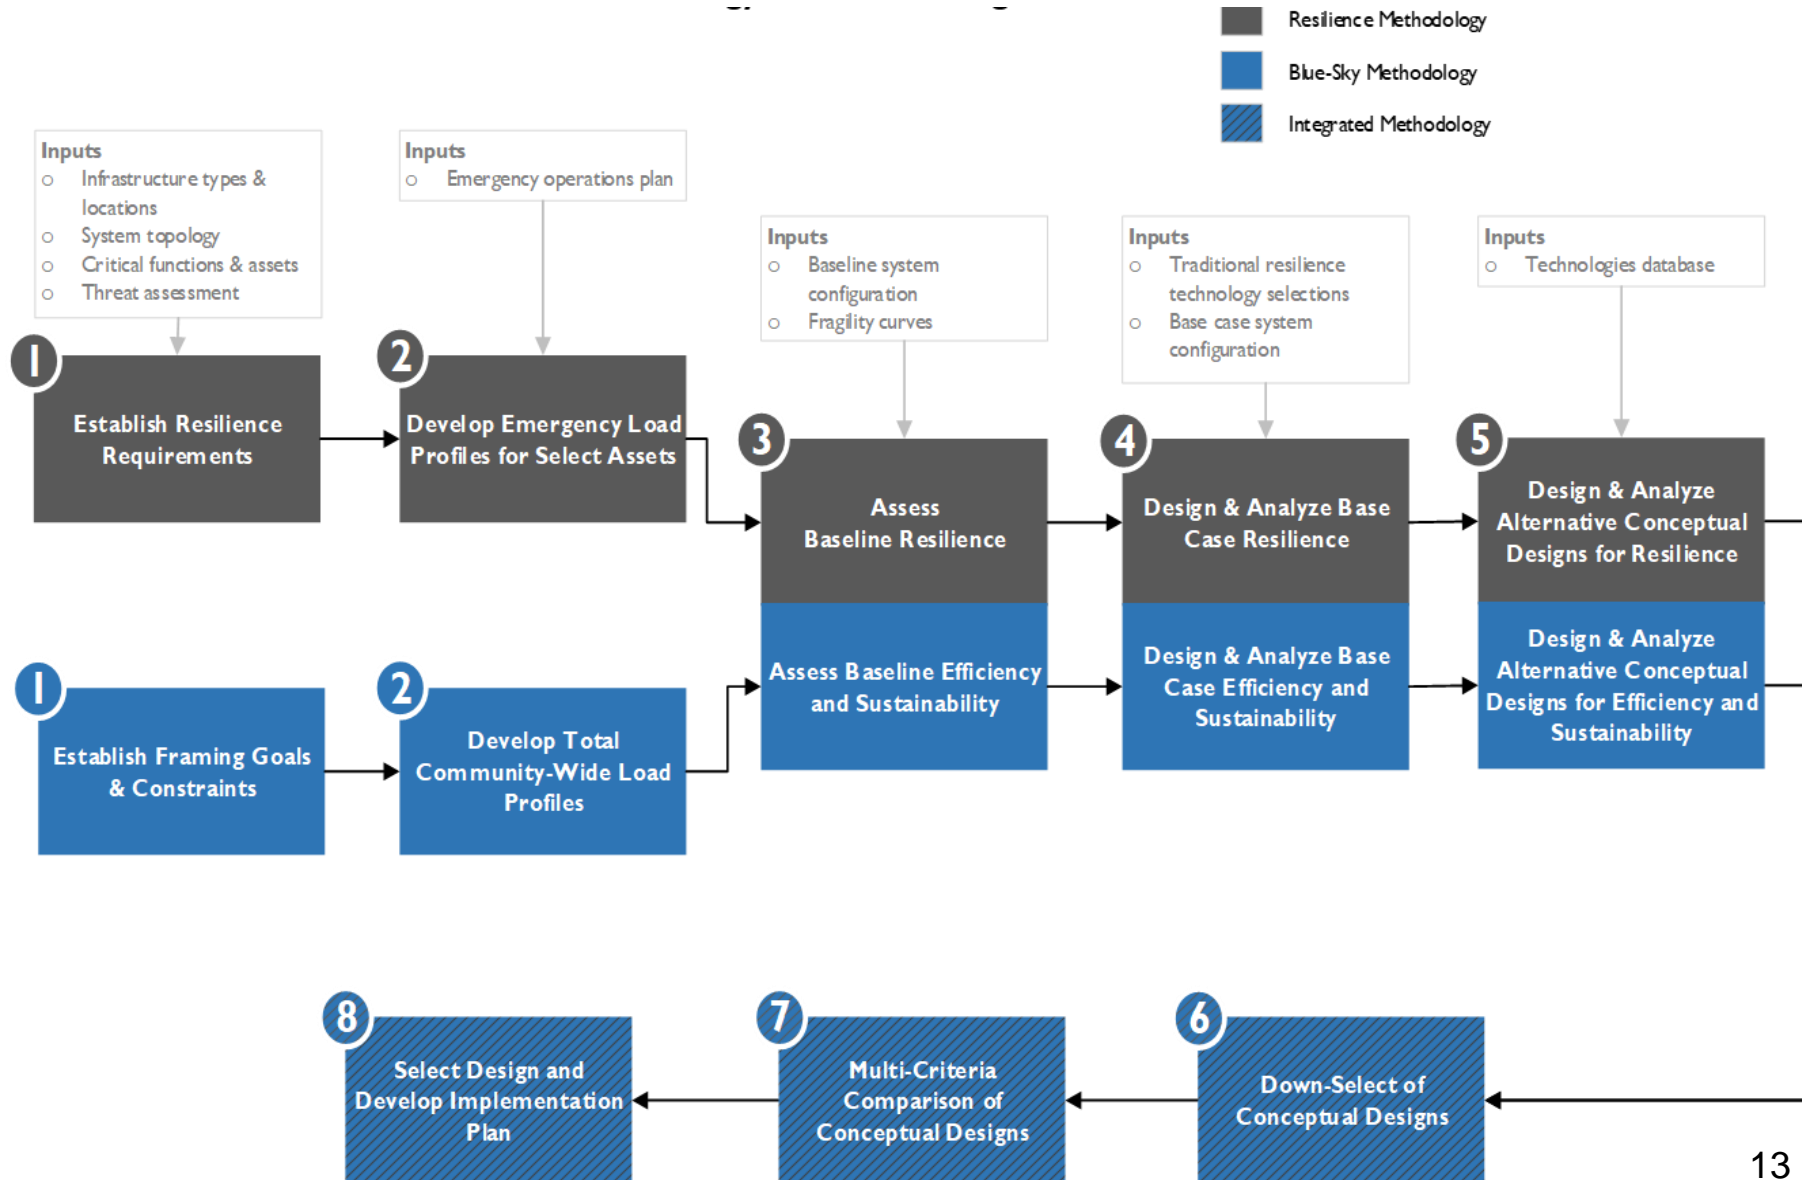 Resilience Methodology
Blue-Sky Methodology
Integrated Methodology
Inputs
Infrastructure types &
locations
System topology
Critical functions & assets
Threat assessment
Inputs
Emergency operations plan
Inputs
Baseline system
configuration
Fragility curves
Inputs
Traditional resilience
technology selections
Base case system
configuration
Inputs
Technologies database
1
Establish Resilience
Requirements
2
Develop Emergency Load
Profiles for Select Assets
3
Assess
Baseline Resilience
4
Design & Analyze Base
Case Resilience
5
Design & Analyze
Alternative Conceptual
Designs for Resilience
1
Establish Framing Goals
& Constraints
2
Develop Total
Community-Wide Load
Profiles
Assess Baseline Efficiency
and Sustainability
Design & Analyze Base
Case Efficiency and
Sustainability
Design & Analyze
Alternative Conceptual
Designs for Efficiency and
Sustainability
8
Select Design and
Develop Implementation
Plan
7
Multi-Criteria
Comparison of
Conceptual Designs
6
Down-Select of
Conceptual Designs
13